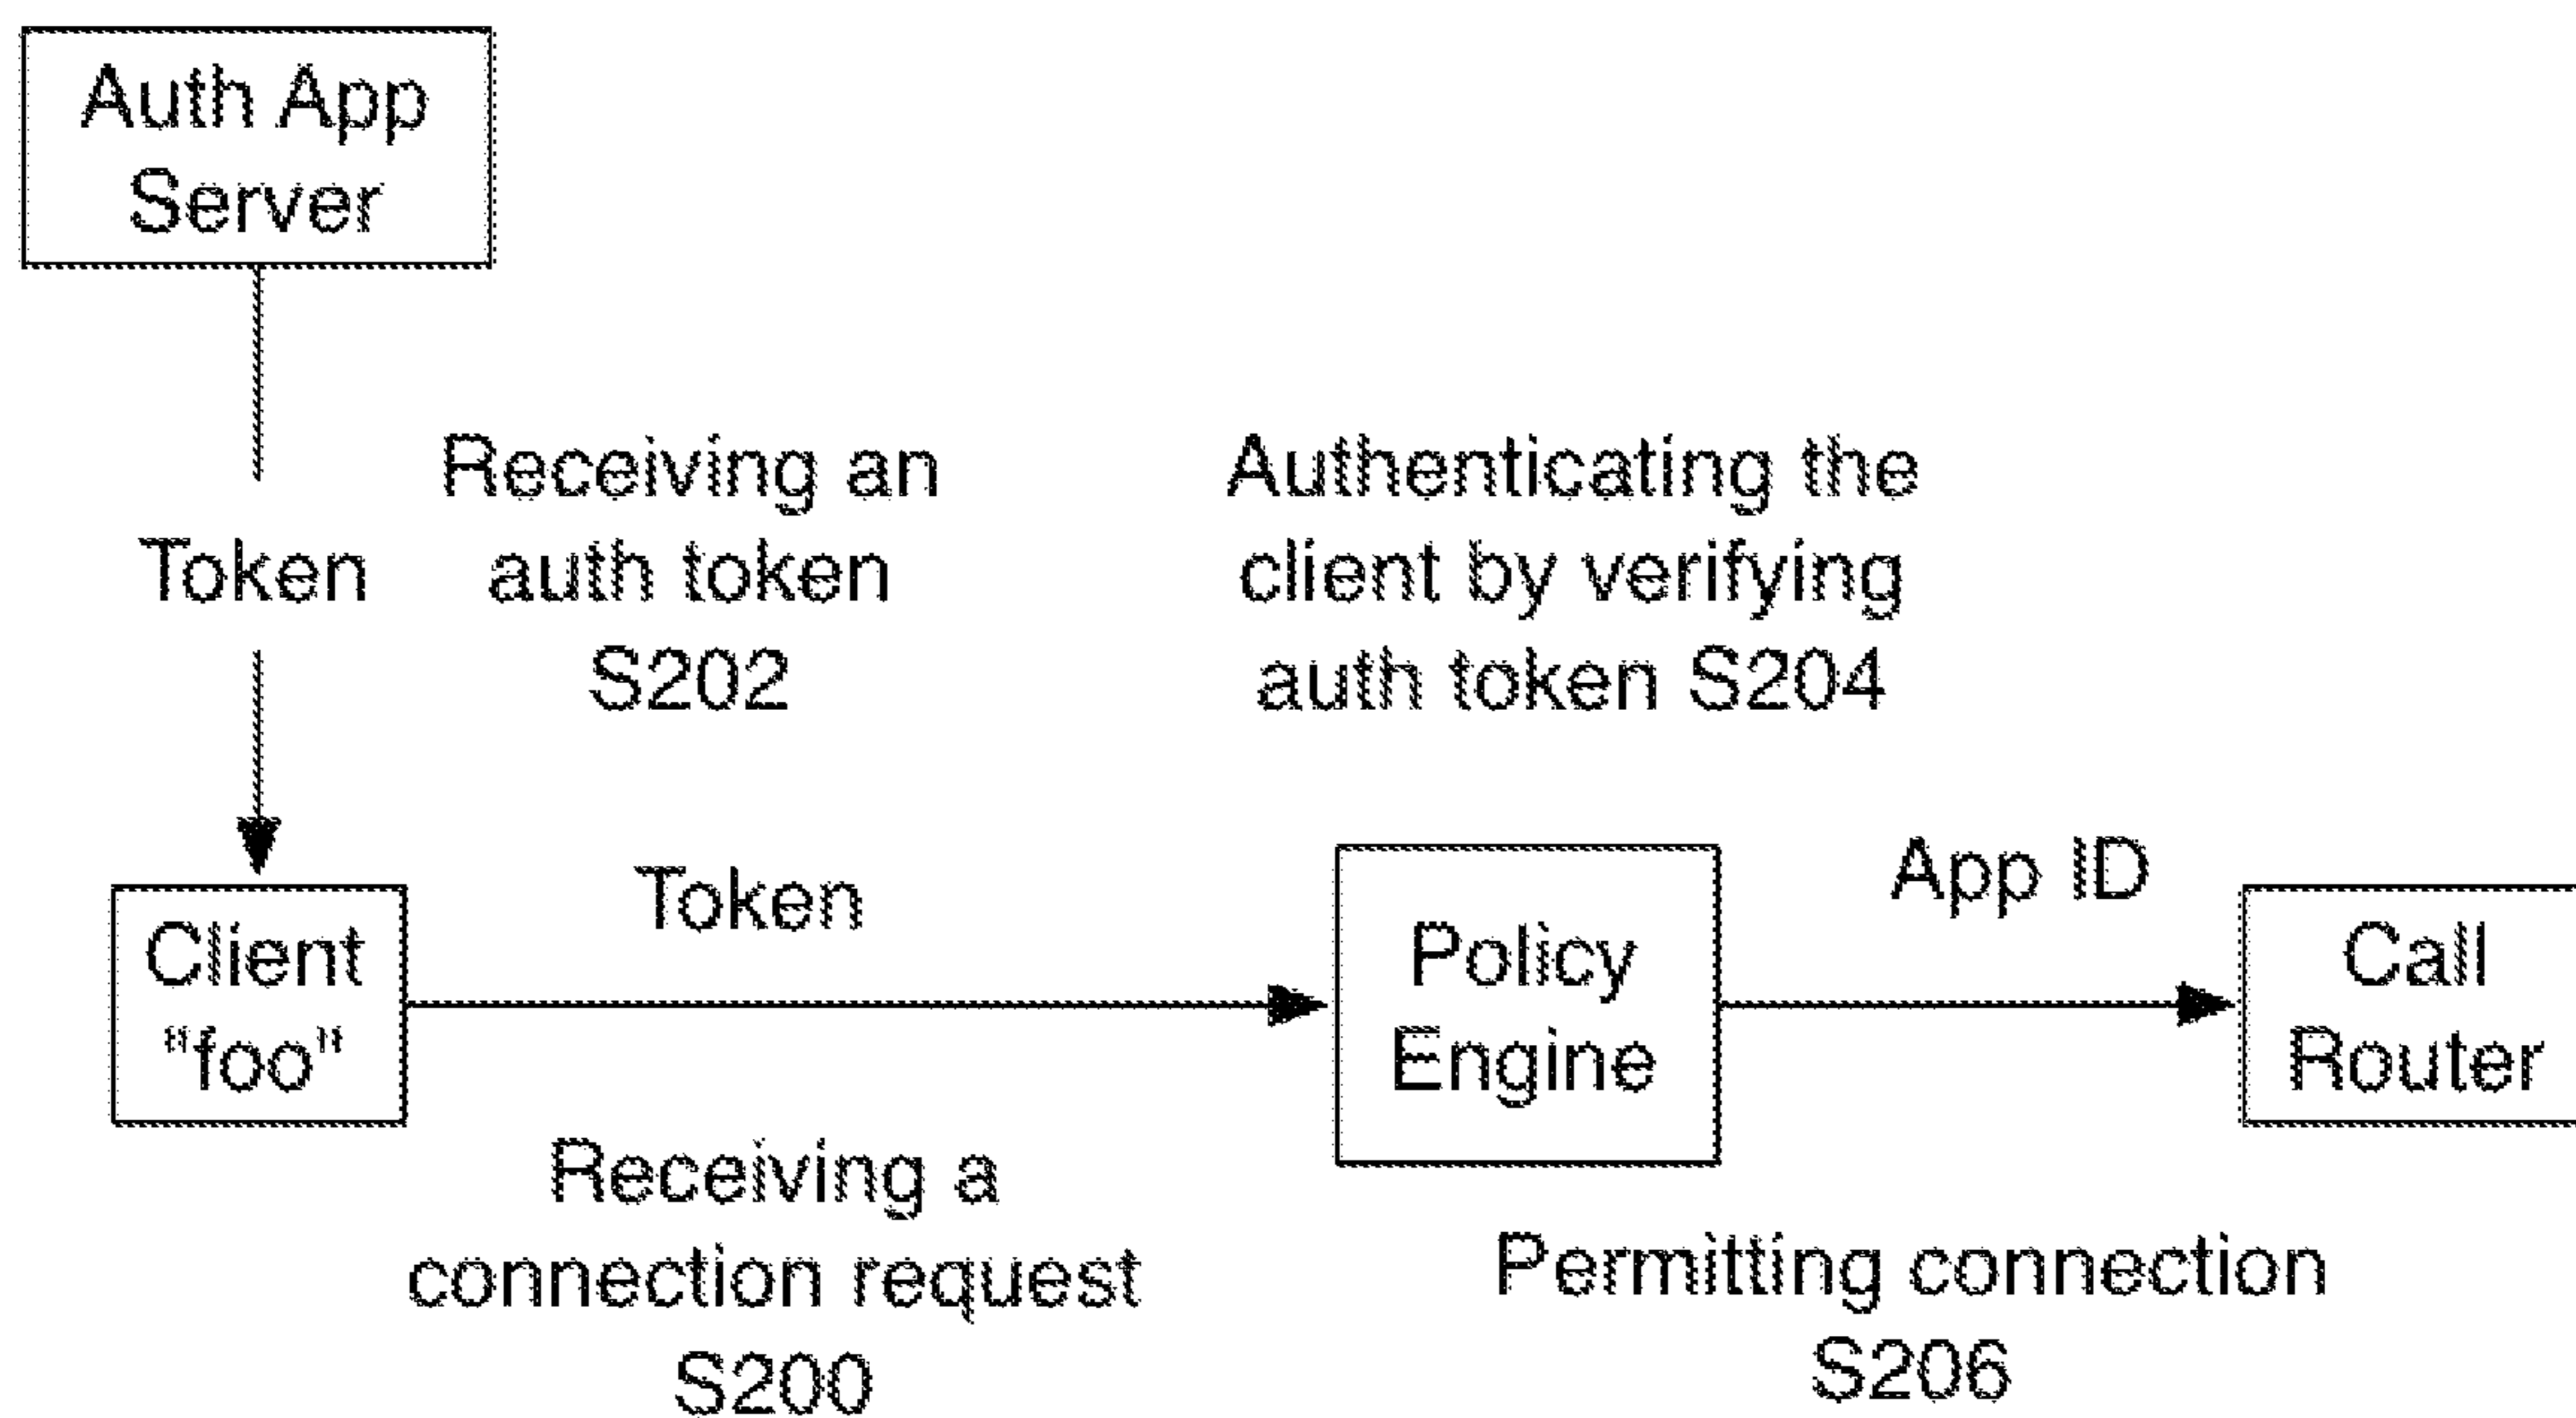 Auth App
Server
Token
Receiving an
auth token
S202
Authenticating the
client by verifying
auth token S204
Client
"foo"
Token
Receiving a
connection request
S200
Policy
Engine
App ID
Permitting connection
S206
Call
Router